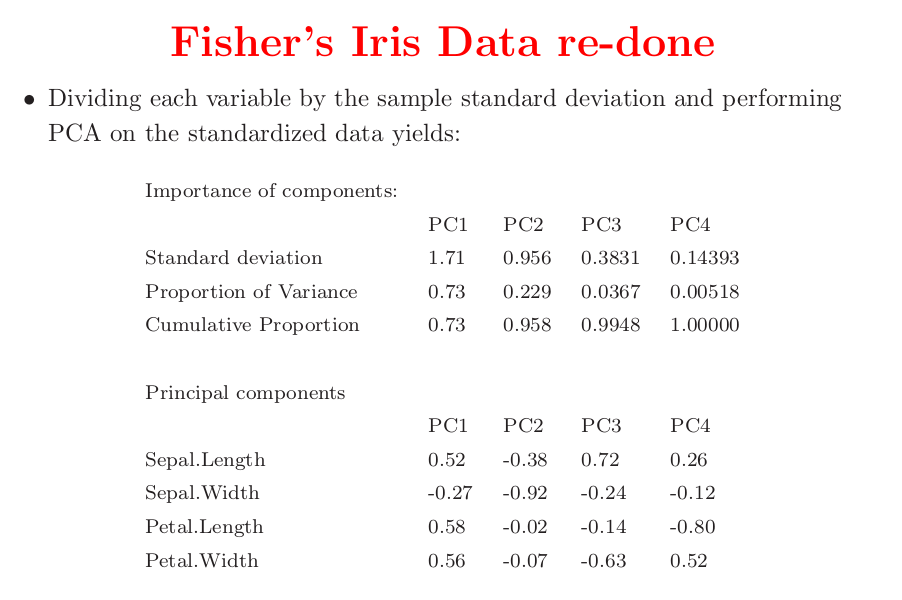 Fisher's Iris Data re-done
• Dividing each variable by the sample standard deviation and performing
PCA on the standardized data yields:
Importance of components:
PC1 PC2 PC3 PC4
Standard deviation 1.71 0.956 0.3831 0.14393
Proportion of Variance 0.73 0.229 0.0367 0.00518
Cumulative Proportion 0.73 0.958 0.9948 1.00000
Principal components
PC1 PC2 PC3 PC4
Sepal.Length 0.52 -0.38 0.72 0.26
Sepal.Width -0.27 -0.92 -0.24 -0.12
Petal.Length 0.58 -0.02 -0.14 -0.80
Petal.Width 0.56 -0.07 -0.63 0.52